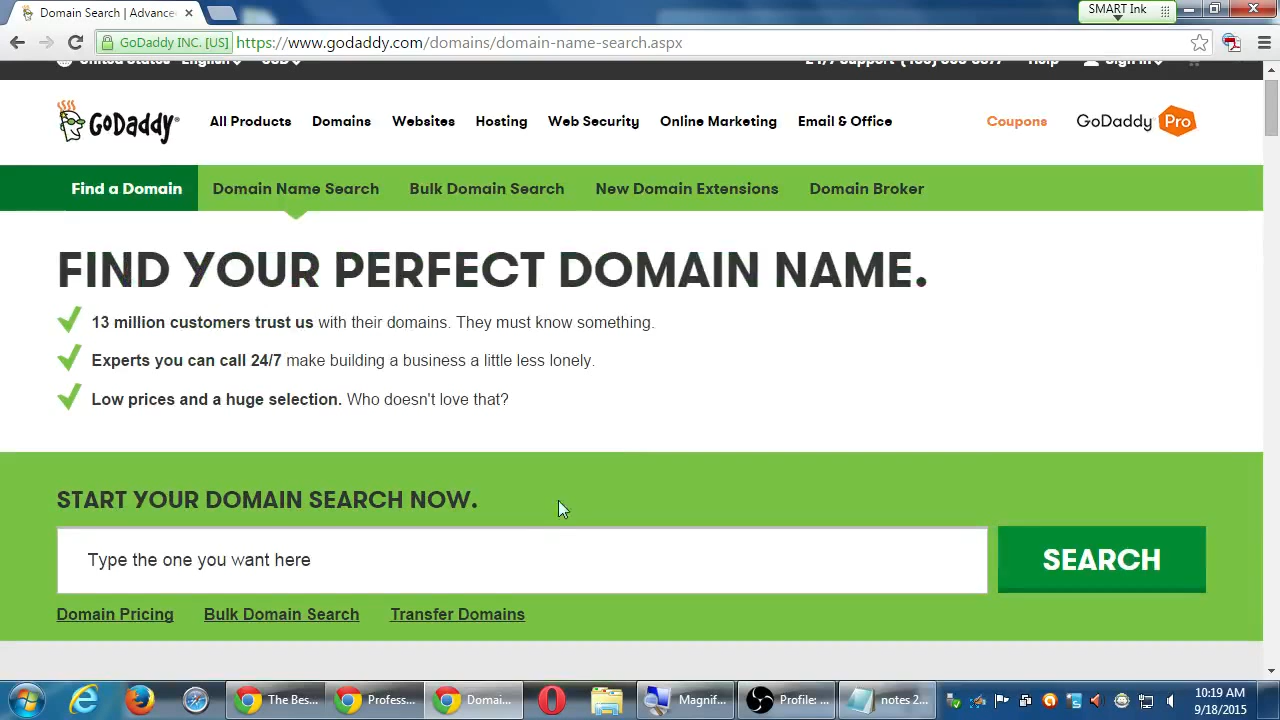 Domain Search | Advance
SMART Ink
GoDaddy INC. [US]
https://www.godaddy.com/domains/domain-name-search.aspx
United States English USD
24/7 Support Help Sign In
GODADDY
All Products Domains Websites Hosting Web Security Online Marketing Email & Office
Coupons GoDaddy Pro
Find a Domain Domain Name Search Bulk Domain Search New Domain Extensions Domain Broker
FIND YOUR PERFECT DOMAIN NAME.
13 million customers trust us with their domains. They must know something.
Experts you can call 24/7 make building a business a little less lonely.
Low prices and a huge selection. Who doesn't love that?
START YOUR DOMAIN SEARCH NOW.
Type the one you want here
SEARCH
Domain Pricing Bulk Domain Search Transfer Domains
The Bes... Profess... Domai... Magnif... Profile: ... notes 2...
10:19 AM
9/18/2015